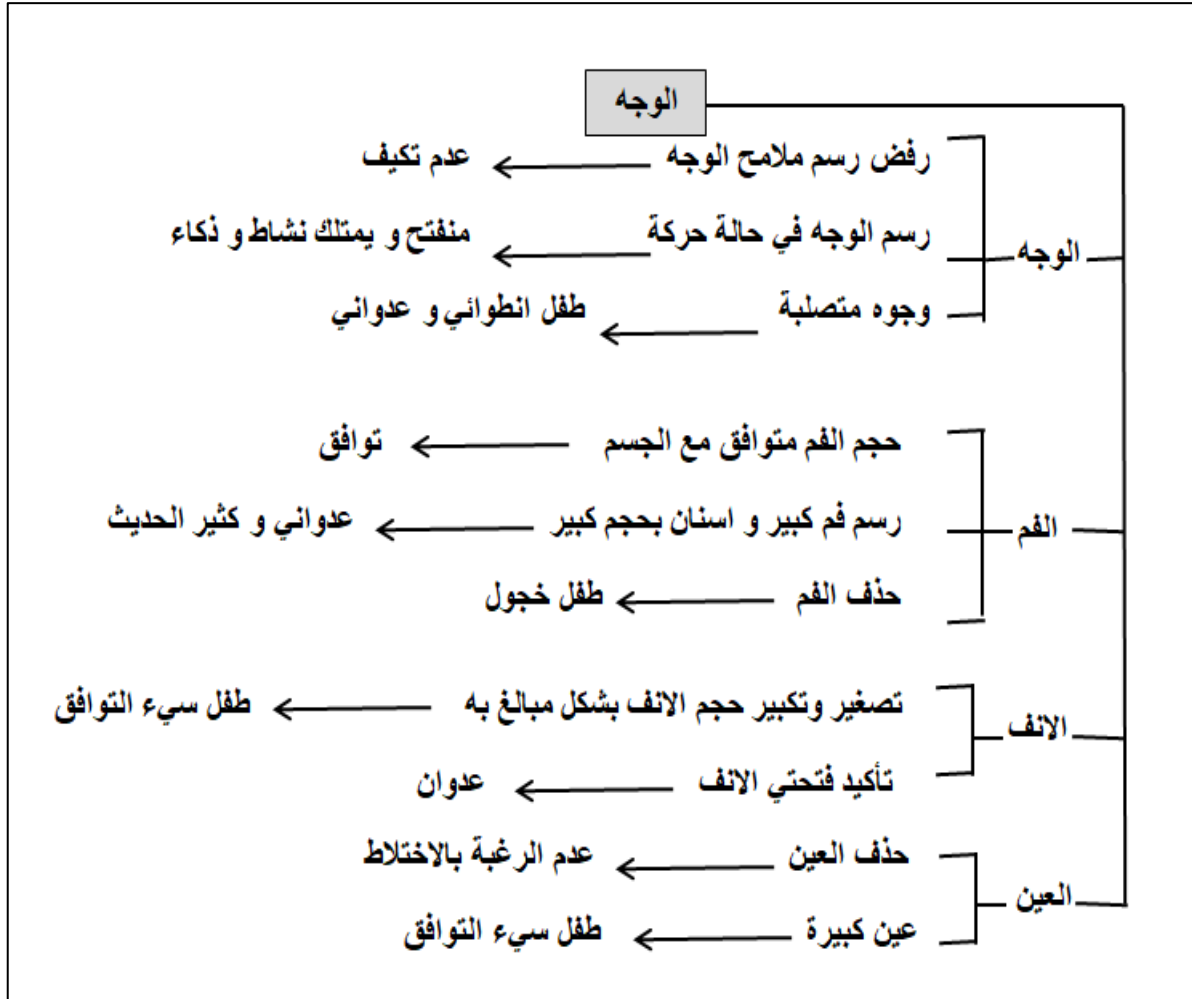 الوجه
الوجه
رفض رسم ملامح الوجه ← عدم تكيف
رسم الوجه في حالة حركة ← منفتح و يمتلك نشاط و ذكاء
وجوه متصلبة ← طفل انطوائي و عدواني
الفم
حجم الفم متوافق مع الجسم ← توافق
رسم فم كبير و اسنان بحجم كبير ← عدواني و كثير الحديث
حذف الفم ← طفل خجول
الانف
تصغير وتكبير حجم الانف بشكل مبالغ به ← طفل سيء التوافق
تأكيد فتحتي الانف ← عدوان
العين
حذف العين ← عدم الرغبة بالاختلاط
عين كبيرة ← طفل سيء التوافق